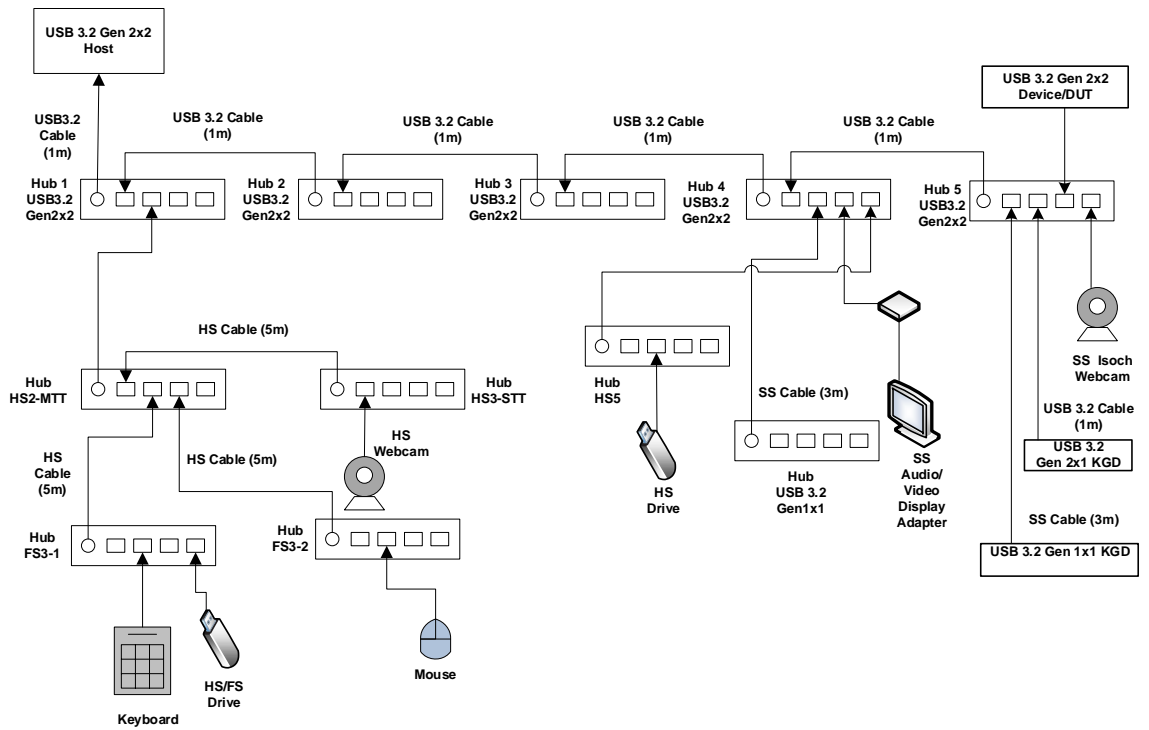 USB 3.2 Gen 2x2
Host
USB3.2
Cable
(1m)
USB 3.2 Cable
(1m)
USB 3.2 Cable
(1m)
USB 3.2 Cable
(1m)
USB 3.2 Cable
(1m)
USB 3.2 Gen 2x2
Device/DUT
Hub 1
USB3.2
Gen2x2
Hub 2
USB3.2
Gen2x2
Hub 3
USB3.2
Gen2x2
Hub 4
USB3.2
Gen2x2
Hub 5
USB3.2
Gen2x2
HS Cable (5m)
Hub
HS2-MTT
Hub
HS3-STT
Hub
HS5
SS Cable (3m)
SS Isoch
Webcam
USB 3.2 Cable
(1m)
USB 3.2
Gen 2x1 KGD
HS
Cable
(5m)
HS Cable (5m)
HS
Webcam
HS
Drive
Hub
USB 3.2
Gen1x1
SS
Audio/
Video
Display
Adapter
SS Cable (3m)
USB 3.2 Gen 1x1 KGD
Hub
FS3-1
Hub
FS3-2
Keyboard
HS/FS
Drive
Mouse